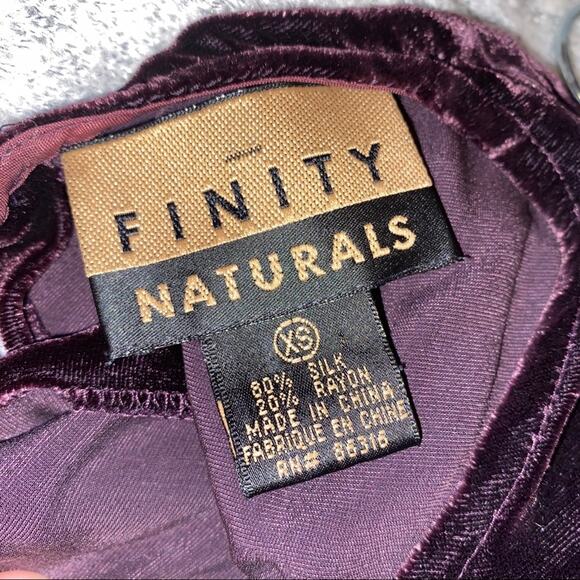 FINITY
NATURALS
XS
80% SILK
20% RAYON
MADE IN CHINA
FABRIQUE EN CHINE
RN# 86316